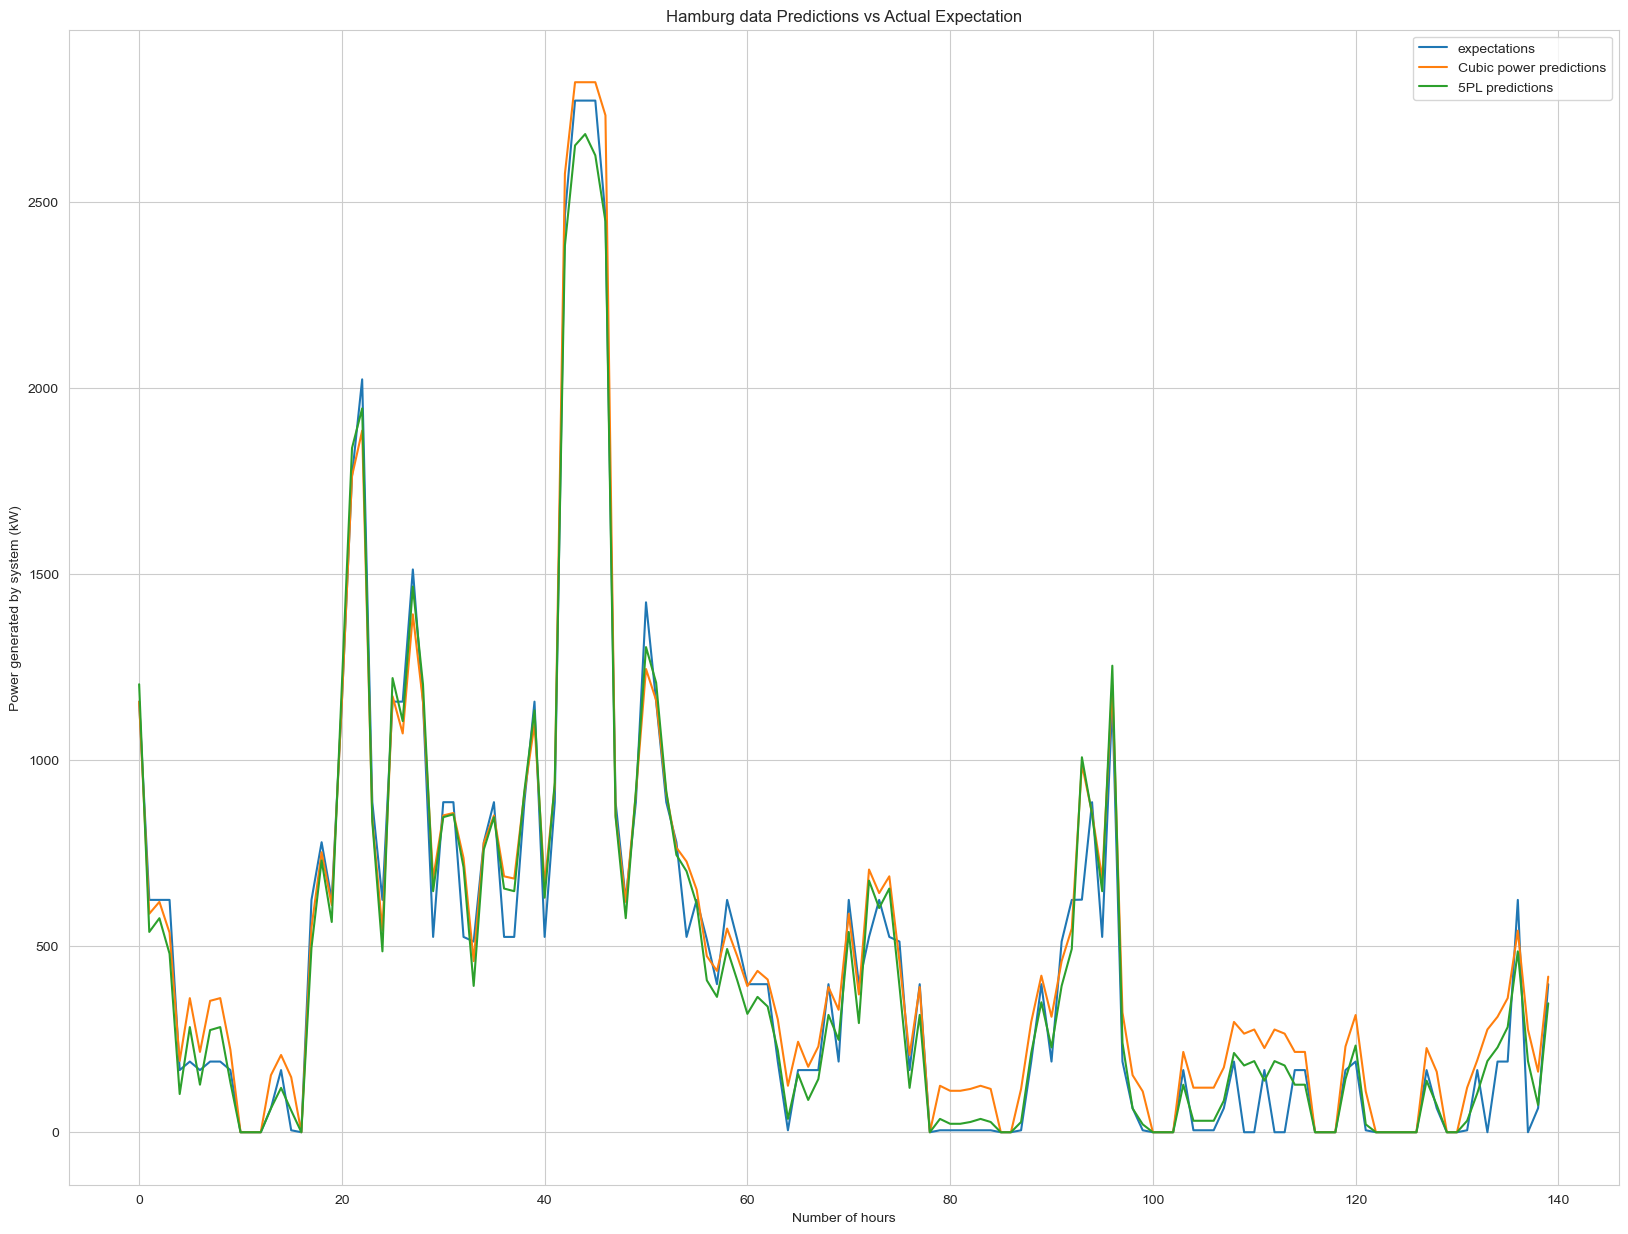 Hamburg data Predictions vs Actual Expectation
expectations
Cubic power predictions
5PL predictions
Power generated by system (kW)
2500
2000
1500
1000
500
0
0 20 40 60 80 100 120 140
Number of hours